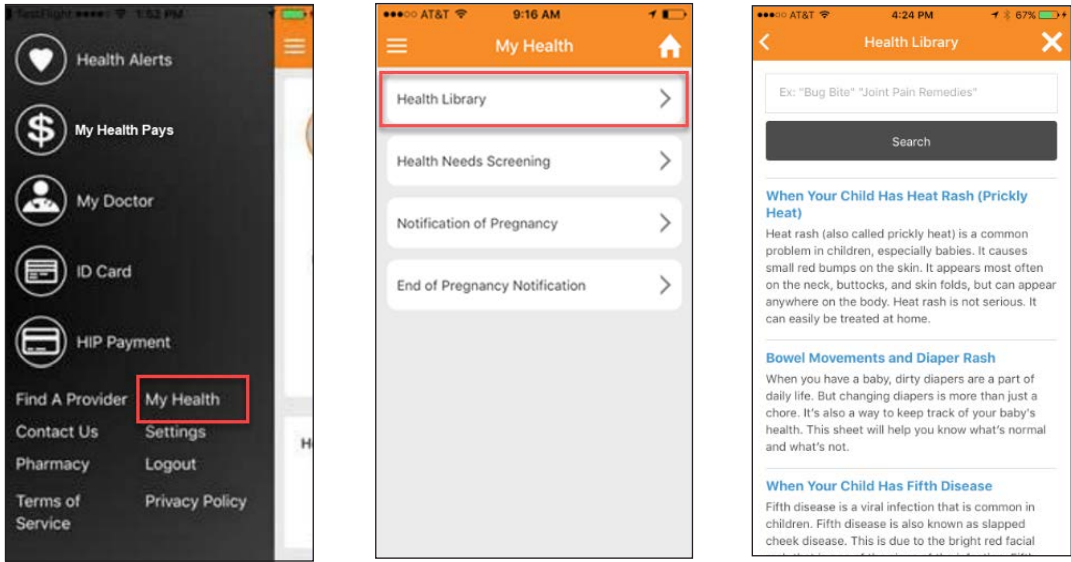 TestFlight 1:52 PM
Health Alerts
My Health Pays
My Doctor
ID Card
HIP Payment
Find A Provider My Health
Contact Us Settings
Pharmacy Logout
Terms of Privacy Policy
Service
AT&T 9:16 AM
My Health
Health Library
Health Needs Screening
Notification of Pregnancy
End of Pregnancy Notification
AT&T 4:24 PM 67%
Health Library
Ex: "Bug Bite" "Joint Pain Remedies"
Search
When Your Child Has Heat Rash (Prickly
Heat)
Heat rash (also called prickly heat) is a common
problem in children, especially babies. It causes
small red bumps on the skin. It appears most often
on the neck, buttocks, and skin folds, but can appear
anywhere on the body. Heat rash is not serious. It
can easily be treated at home.
Bowel Movements and Diaper Rash
When you have a baby, dirty diapers are a part of
daily life. But changing diapers is more than just a
chore. It's also a way to keep track of your baby's
health. This sheet will help you know what's normal
and what's not.
When Your Child Has Fifth Disease
Fifth disease is a viral infection that is common in
children. Fifth disease is also known as slapped
cheek disease. This is due to the bright red facial